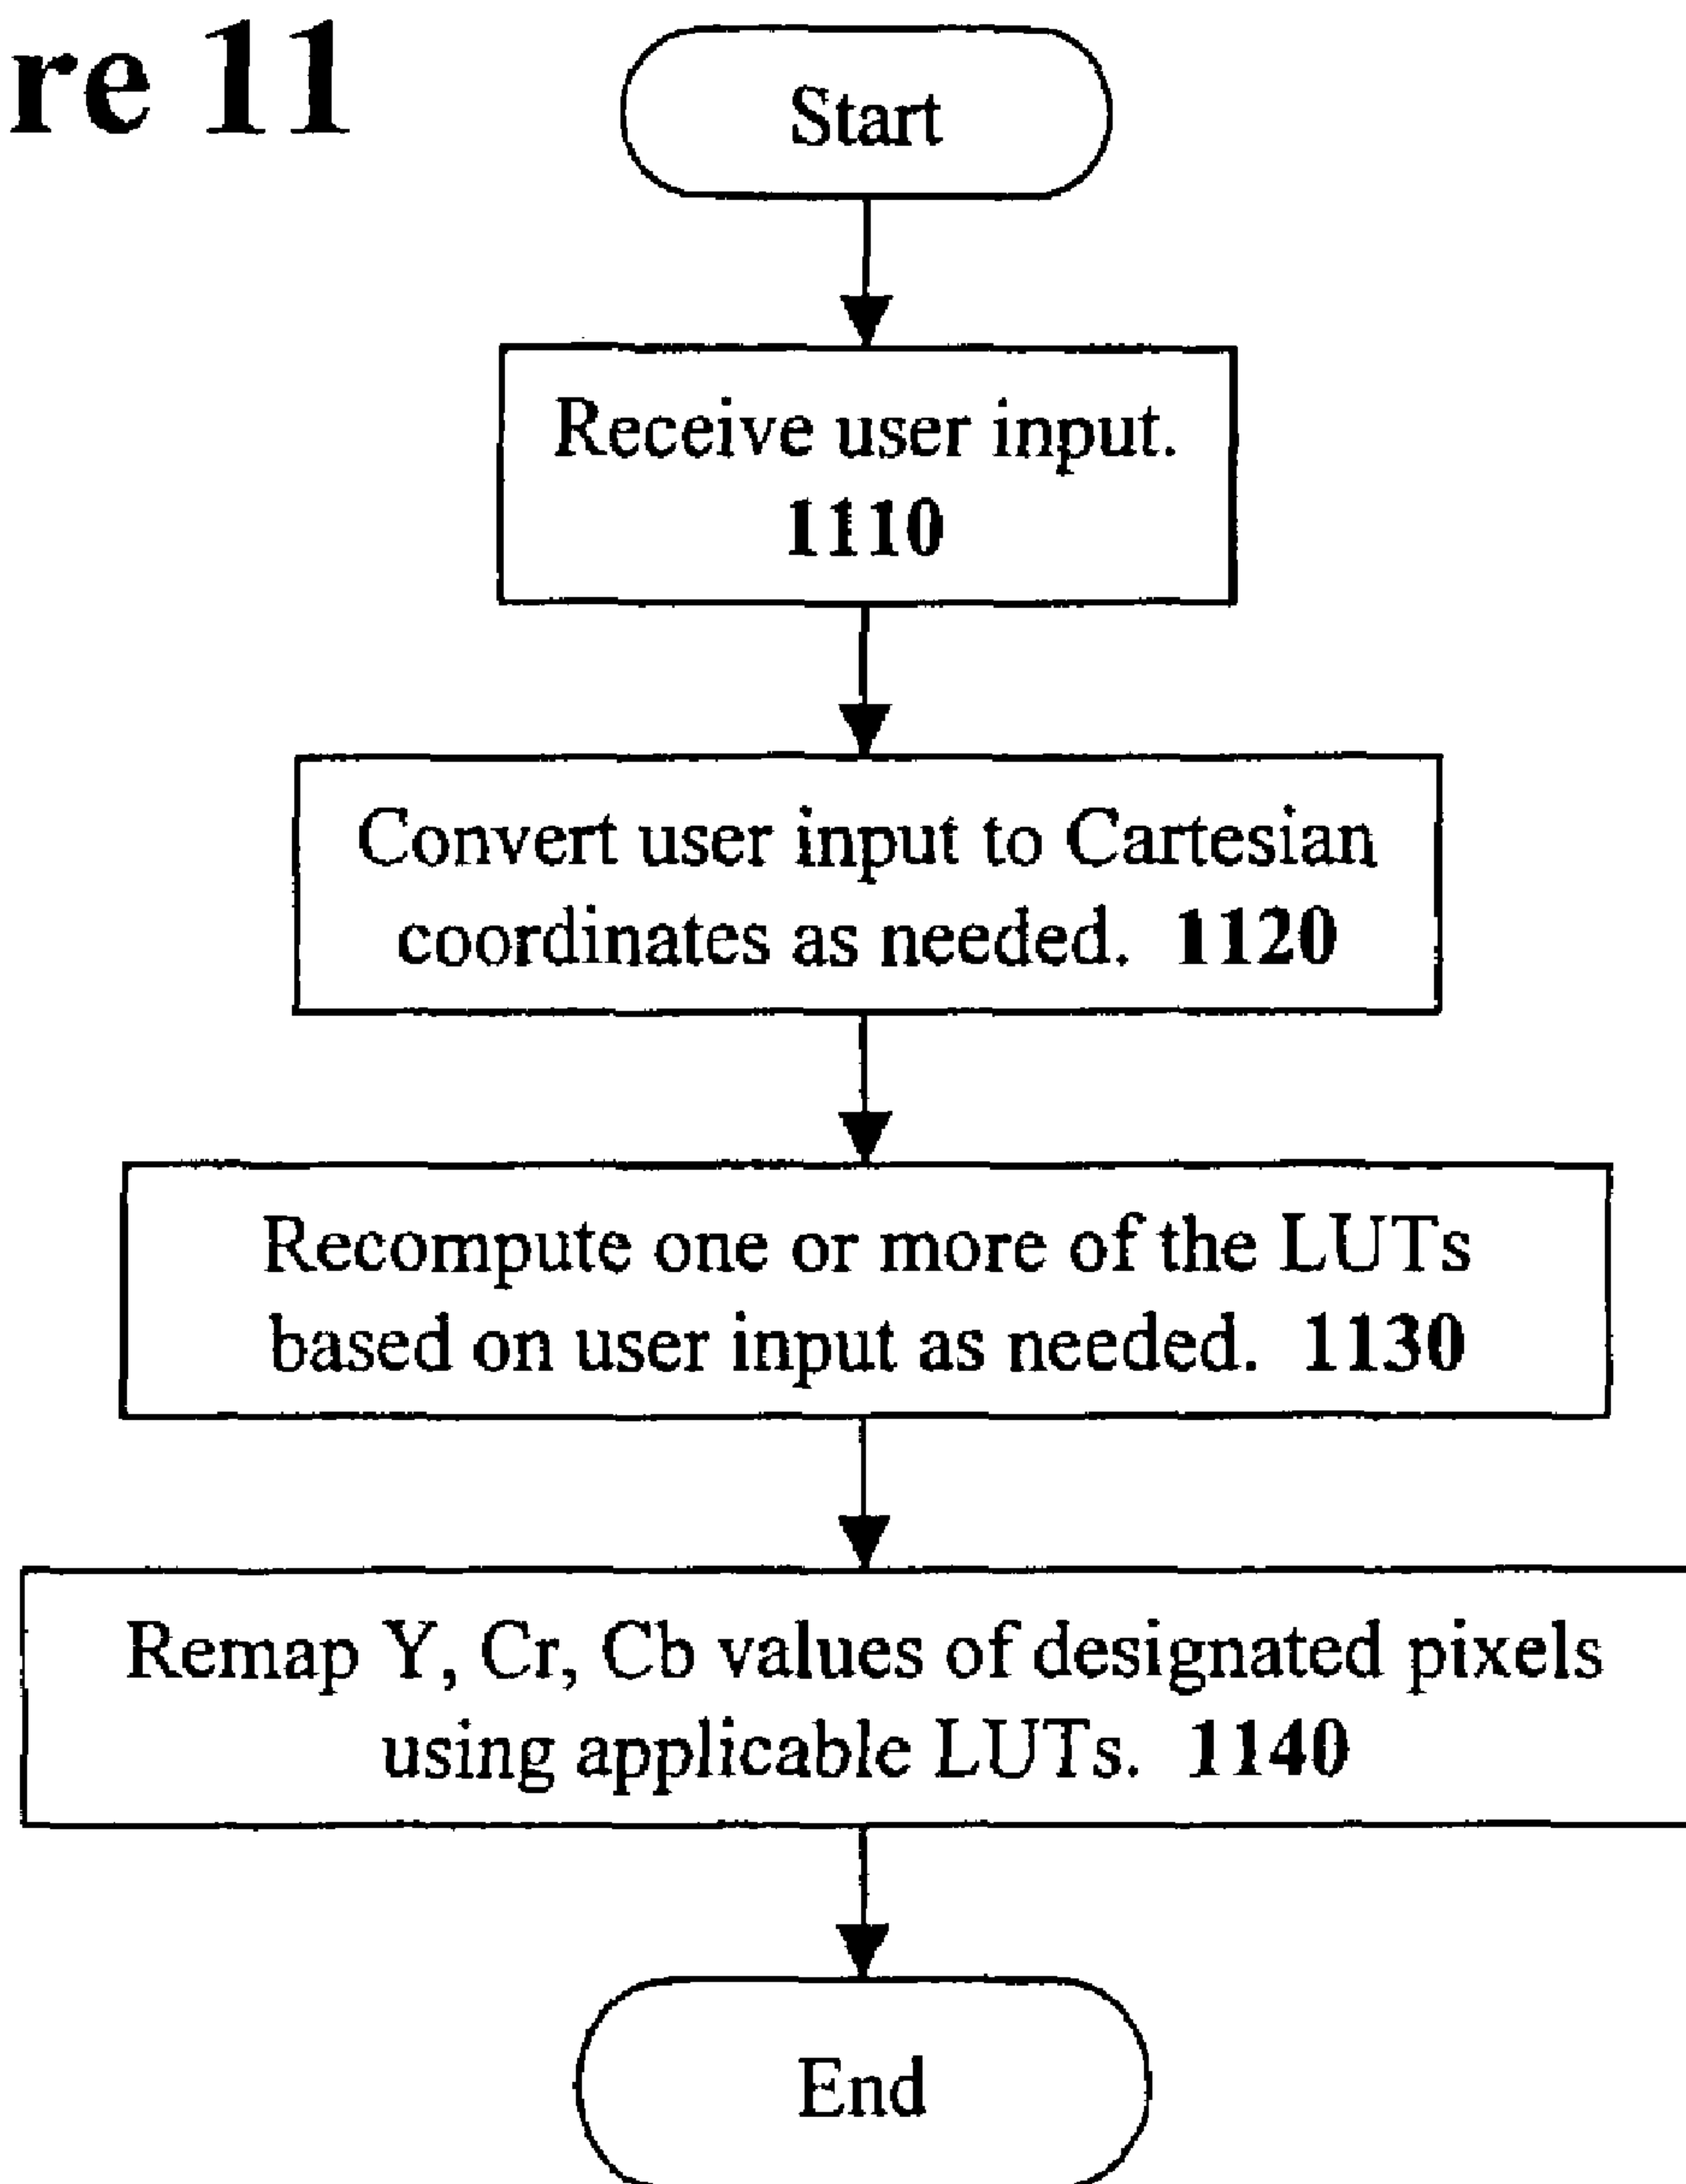 re 11
Start
Receive user input.
1110
Convert user input to Cartesian
coordinates as needed. 1120
Recompute one or more of the LUTs
based on user input as needed. 1130
Remap Y, Cr, Cb values of designated pixels
using applicable LUTs. 1140
End